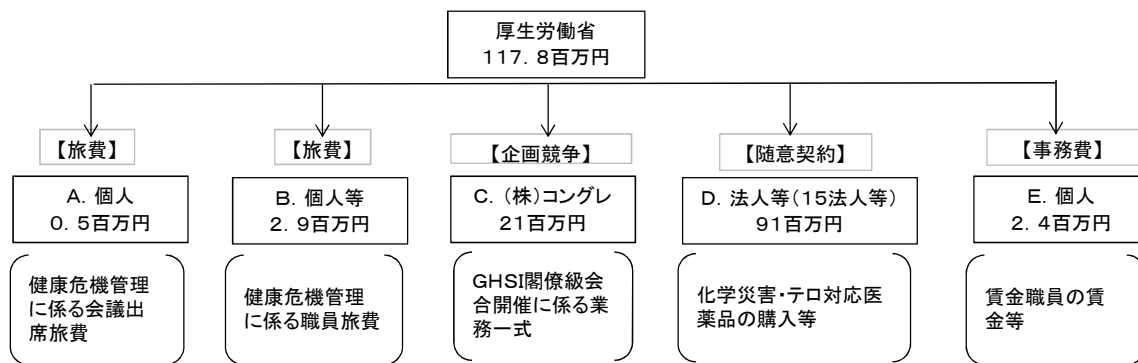 厚生労働省
117．8百万円
【旅費】
【旅費】
【企画競争】
【随意契約】
【事務費】
A．個人
0．5百万円
B．個人等
2．9百万円
C．（株）コングレ
21百万円
D．法人等（15法人等）
91百万円
E．個人
2．4百万円
健康危機管理
に係る会議出
席旅費
健康危機管理
に係る職員旅費
GHSI閣僚級会
合開催に係る業
務一式
化学災害・テロ対応医
薬品の購入等
賃金職員の賃
金等